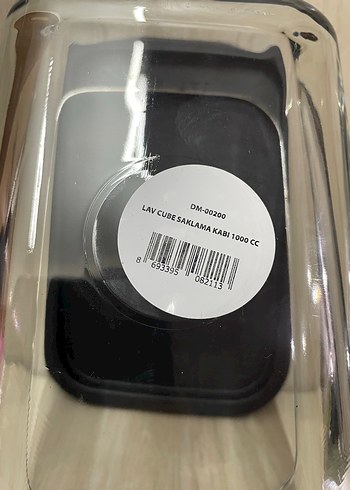 DM-00200
LAV CUBE SAKLAMA KABI 1000 CC
8 693395 082113